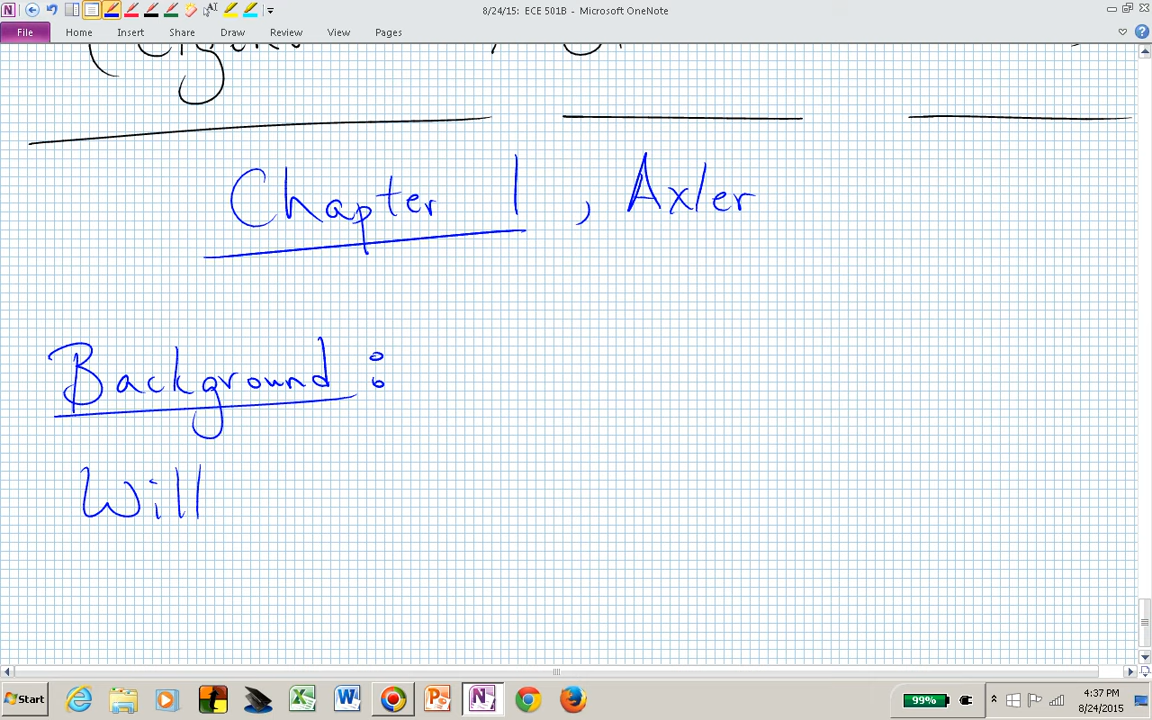 8/24/15: ECE 501B - Microsoft OneNote
File Home Insert Share Draw Review View Pages
Chapter 1, Axler
Background:
Will
Start
99%
4:37 PM
8/24/2015